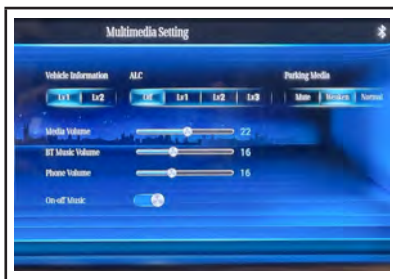 Multimedia Setting
Vehicle Information ALC Parking Media
Lv1 Lv2 Off Lv1 Lv2 Lv3 Mute Weaken Normal
Media Volume 22
BT Music Volume 16
Phone Volume 16
On-off Music